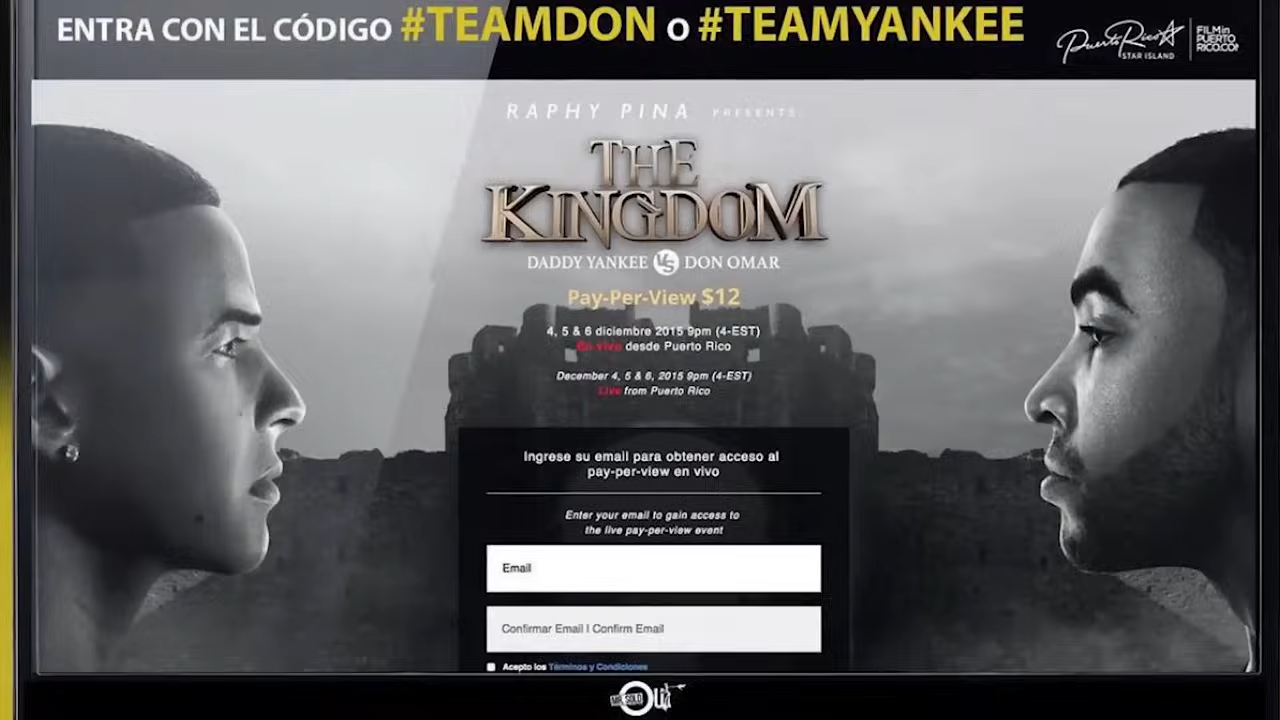 ENTRA CON EL CÓDIGO #TEAMDON o #TEAMYANKEE
Puerto Rico
STAR ISLAND
FILM in
PUERTO
RICO.COM
RAPHY PINA PRESENTS
THE
KINGDOM
DADDY YANKEE VS DON OMAR
Pay-Per-View $12
4, 5 & 6 diciembre 2015 9pm (4-EST)
En vivo desde Puerto Rico
December 4, 5 & 6, 2015 9pm (4-EST)
Live from Puerto Rico
Ingrese su email para obtener acceso al
pay-per-view en vivo
Enter your email to gain access to
the live pay-per-view event
Email
Confirmar Email | Confirm Email
Acepto los Términos y Condiciones